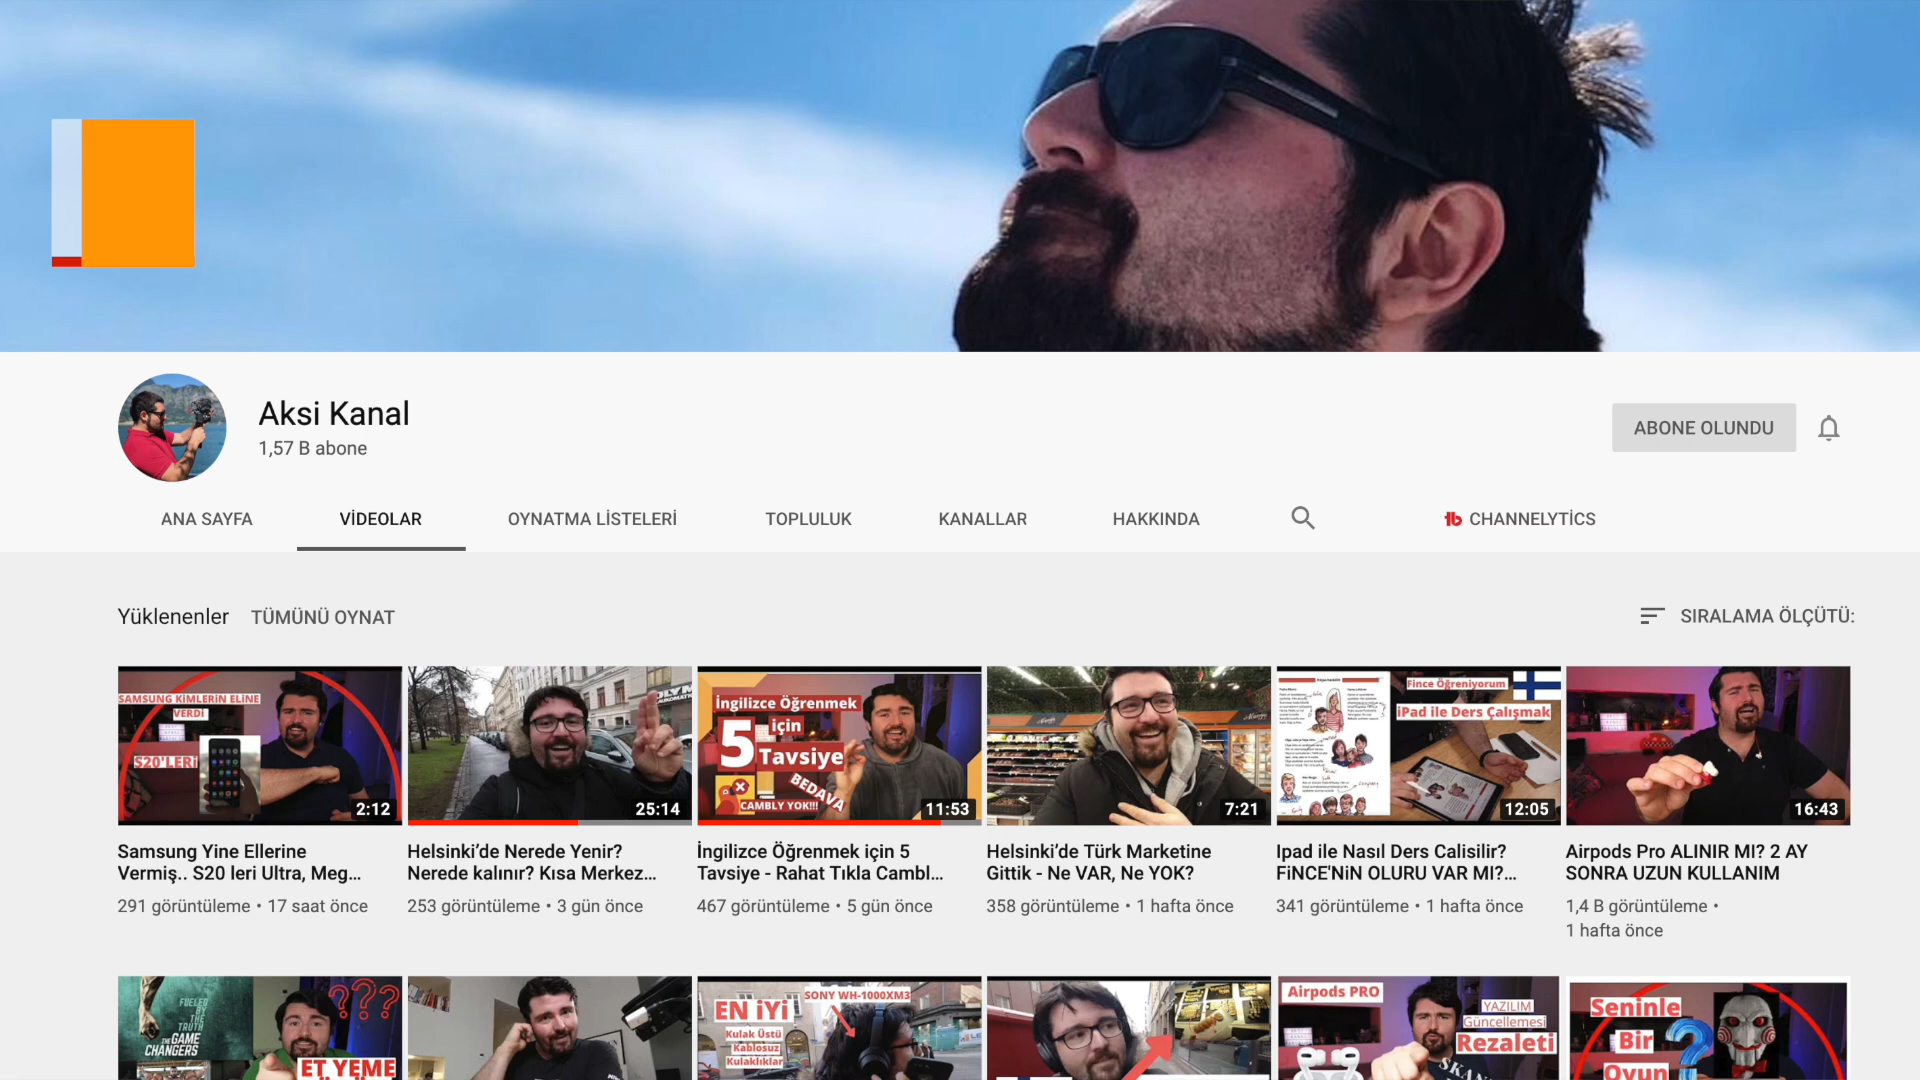 Aksi Kanal
1,57 B abone
ABONE OLUNDU
ANA SAYFA
VİDEOLAR
OYNATMA LİSTELERİ
TOPLULUK
KANALLAR
HAKKINDA
CHANNELYTİCS
Yüklenenler
TÜMÜNÜ OYNAT
SIRALAMA ÖLÇÜTÜ:
SAMSUNG KİMLERİN ELİNE
VERDİ
S20'LERİ
2:12
Samsung Yine Ellerine
Vermiş.. S20 leri Ultra, Meg...
291 görüntüleme • 17 saat önce
25:14
Helsinki’de Nerede Yenir?
Nerede kalınır? Kısa Merkez...
253 görüntüleme • 3 gün önce
İngilizce Öğrenmek
için
5
Tavsiye
BEDAVA
CAMBLY YOK!!!
11:53
İngilizce Öğrenmek için 5
Tavsiye - Rahat Tıkla Cambl...
467 görüntüleme • 5 gün önce
7:21
Helsinki’de Türk Marketine
Gittik - Ne VAR, Ne YOK?
358 görüntüleme • 1 hafta önce
Fince Öğreniyorum
iPad ile Ders Çalışmak
12:05
Ipad ile Nasıl Ders Calisilir?
FiNCE'NiN OLURU VAR MI?...
341 görüntüleme • 1 hafta önce
16:43
Airpods Pro ALINIR MI? 2 AY
SONRA UZUN KULLANIM
1,4 B görüntüleme •
1 hafta önce
FUELED
BY
THE
TRUTH
THE GAME
CHANGERS
???
ET YEME
EN İYİ
Kulak Üstü
Kablosuz
Kulaklıklar
SONY WH-1000XM3
Airpods PRO
YAZILIM
Güncellemesi
Rezaleti
Seninle
Bir
Oyun
?